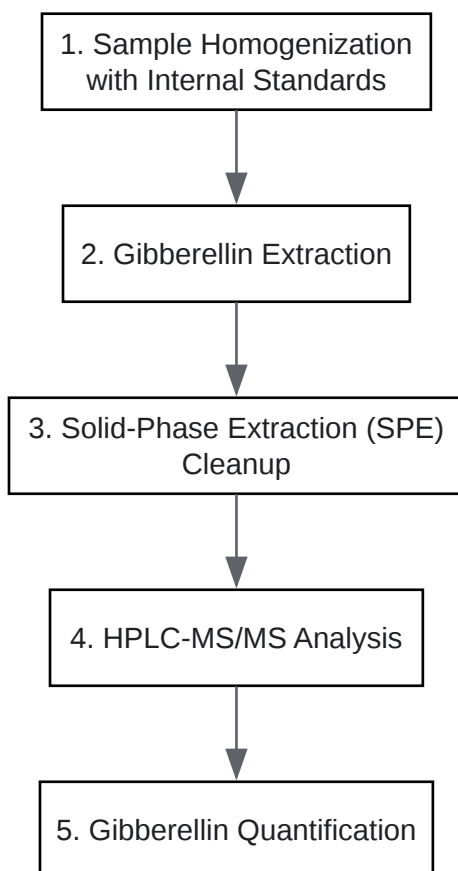 1. Sample Homogenization
with Internal Standards
2. Gibberellin Extraction
3. Solid-Phase Extraction (SPE)
Cleanup
4. HPLC-MS/MS Analysis
5. Gibberellin Quantification